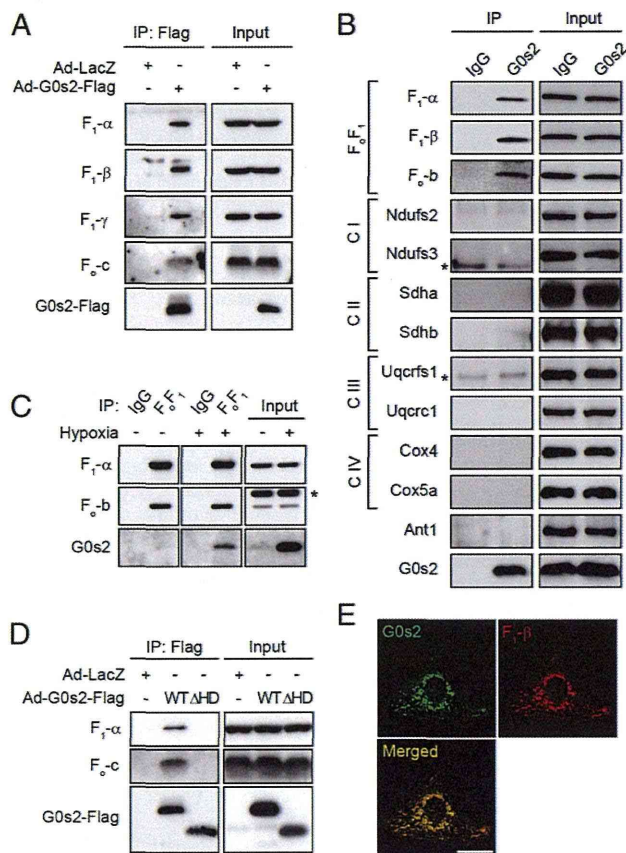 A
IP: Flag Input
Ad-LacZ + - + -
Ad-G0s2-Flag - + - +
F₁-α
F₁-β
F₁-γ
Fₒ-c
G0s2-Flag
B
IP Input
IgG G0s2 IgG G0s2
FₒF₁
F₁-α
F₁-β
Fₒ-b
C I
Ndufs2
Ndufs3
*
C II
Sdha
Sdhb
C III
Uqcrfs1
*
Uqcrc1
C IV
Cox4
Cox5a
Ant1
G0s2
C
IP: IgG FₒF₁ IgG FₒF₁ Input
Hypoxia - - + + - +
F₁-α
Fₒ-b
*
G0s2
D
IP: Flag Input
Ad-LacZ + - - + - -
Ad-G0s2-Flag - WT ΔHD - WT ΔHD
F₁-α
Fₒ-c
G0s2-Flag
E
G0s2
F₁-β
Merged